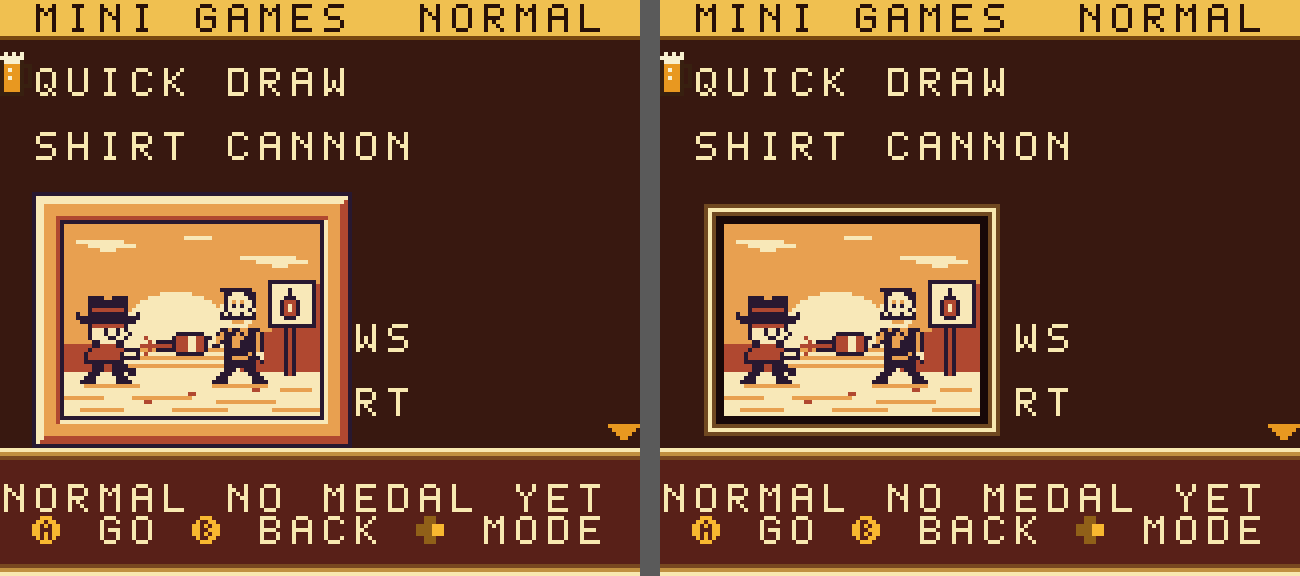 MINI GAMES NORMAL
QUICK DRAW
SHIRT CANNON
WS
RT
NORMAL NO MEDAL YET
A GO B BACK MODE
MINI GAMES NORMAL
QUICK DRAW
SHIRT CANNON
WS
RT
NORMAL NO MEDAL YET
A GO B BACK MODE